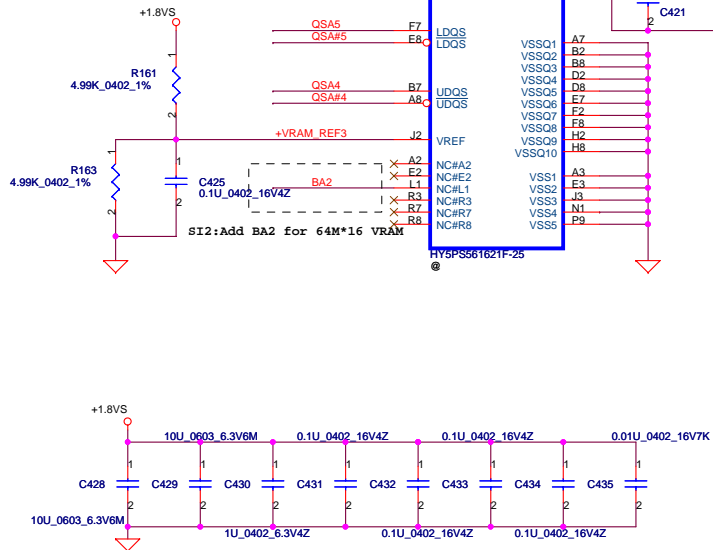 +1.8VS
C421
2
QSA5 F7 LDQS
QSA#5 E8 LDQS
VSSQ1 A7
VSSQ2 B2
VSSQ3 B8
VSSQ4 D2
VSSQ5 D8
VSSQ6 E7
VSSQ7 F2
VSSQ8 F8
VSSQ9 H2
VSSQ10 H8
1
R161
4.99K_0402_1%
2
QSA4 B7 UDQS
QSA#4 A8 UDQS
+VRAM_REF3 J2 VREF
1
R163
4.99K_0402_1%
2
1
C425
0.1U_0402_16V4Z
2
A2 NC#A2
E2 NC#E2
BA2 L1 NC#L1
R3 NC#R3
R7 NC#R7
R8 NC#R8
VSS1 A3
VSS2 E3
VSS3 J3
VSS4 N1
VSS5 P9
SI2:Add BA2 for 64M*16 VRAM
HY5PS561621F-25
@
+1.8VS
10U_0603_6.3V6M 0.1U_0402_16V4Z 0.1U_0402_16V4Z 0.01U_0402_16V7K
1 1 1 1 1 1 1 1
C428 C429 C430 C431 C432 C433 C434 C435
2 2 2 2 2 2 2 2
10U_0603_6.3V6M 1U_0402_6.3V4Z 0.1U_0402_16V4Z 0.1U_0402_16V4Z